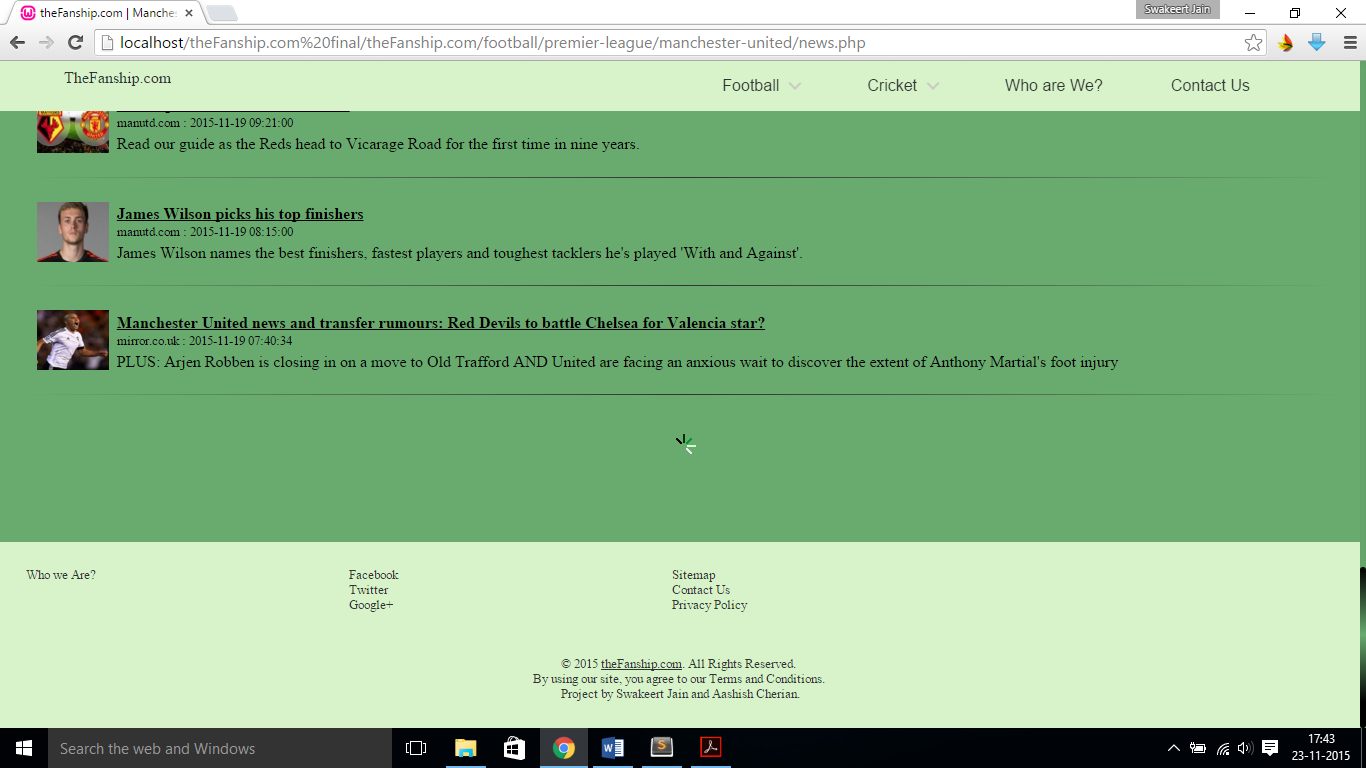 theFanship.com | Manche
Swakeert Jain
localhost/theFanship.com%20final/theFanship.com/football/premier-league/manchester-united/news.php
TheFanship.com
Football
Cricket
Who are We?
Contact Us
manutd.com : 2015-11-19 09:21:00
Read our guide as the Reds head to Vicarage Road for the first time in nine years.
James Wilson picks his top finishers
manutd.com : 2015-11-19 08:15:00
James Wilson names the best finishers, fastest players and toughest tacklers he's played 'With and Against'.
Manchester United news and transfer rumours: Red Devils to battle Chelsea for Valencia star?
mirror.co.uk : 2015-11-19 07:40:34
PLUS: Arjen Robben is closing in on a move to Old Trafford AND United are facing an anxious wait to discover the extent of Anthony Martial's foot injury
Who we Are?
Facebook
Twitter
Google+
Sitemap
Contact Us
Privacy Policy
© 2015 theFanship.com. All Rights Reserved.
By using our site, you agree to our Terms and Conditions.
Project by Swakeert Jain and Aashish Cherian.
Search the web and Windows
17:43
23-11-2015